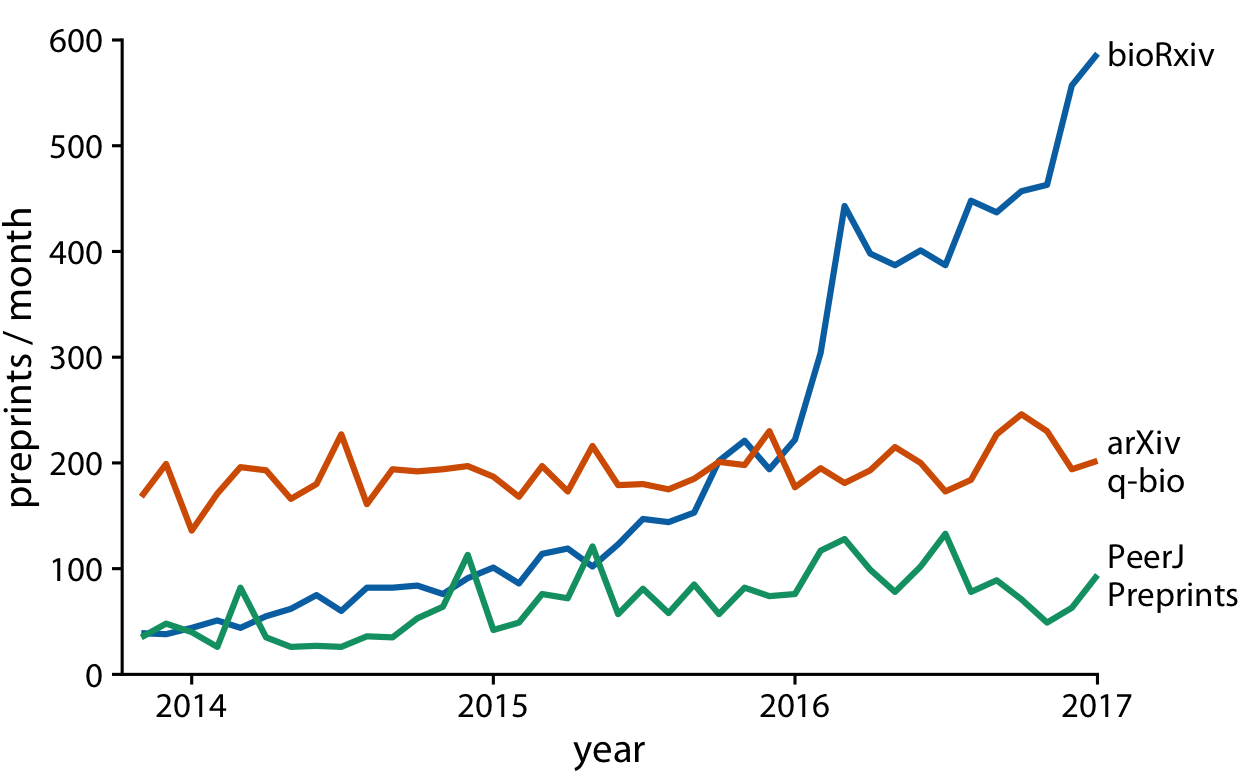 600
500
400
300
200
100
0
preprints / month
2014
2015
2016
2017
year
bioRxiv
arXiv
q-bio
PeerJ
Preprints